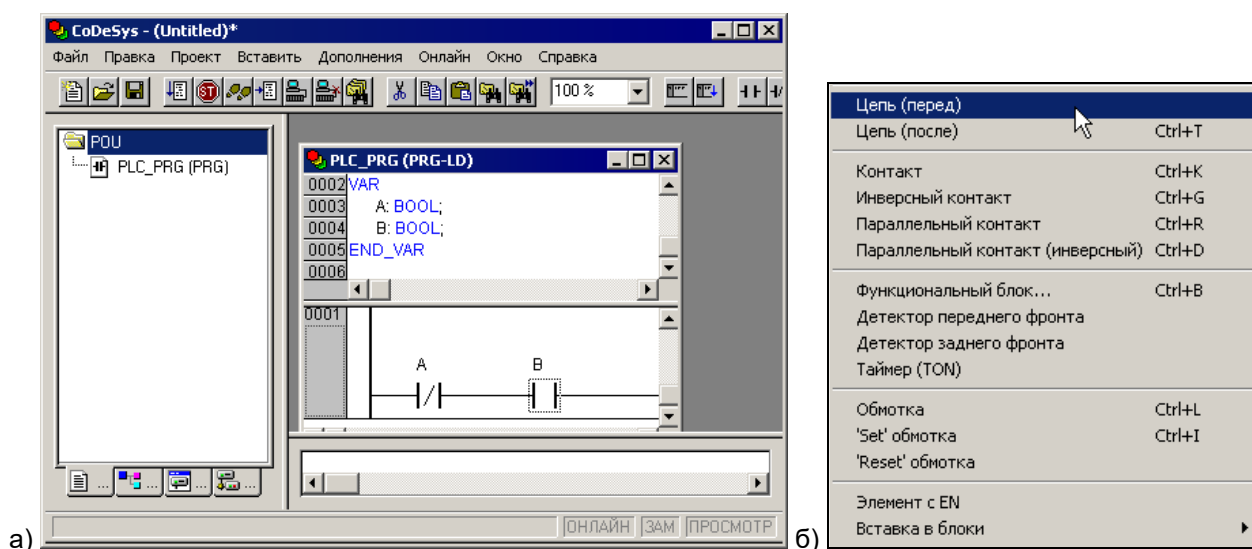 CoDeSys - (Untitled)*
Файл Правка Проект Вставить Дополнения Онлайн Окно Справка
100 %
POU
PLC_PRG (PRG)
PLC_PRG (PRG-LD)
0002 VAR
0003 A: BOOL;
0004 B: BOOL;
0005 END_VAR
0006
0001
A B
... ... ... ...
ОНЛАЙН ЗАМ ПРОСМОТР
а)
Цепь (перед)
Цепь (после) Ctrl+T
Контакт Ctrl+K
Инверсный контакт Ctrl+G
Параллельный контакт Ctrl+R
Параллельный контакт (инверсный) Ctrl+D
Функциональный блок... Ctrl+B
Детектор переднего фронта
Детектор заднего фронта
Таймер (TON)
Обмотка Ctrl+L
'Set' обмотка Ctrl+I
'Reset' обмотка
Элемент с EN
Вставка в блоки
б)